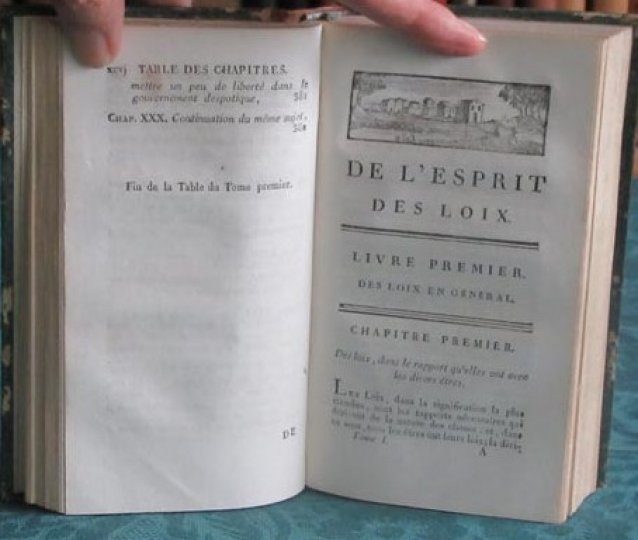 xcvj TABLE DES CHAPITRES.
mettre un peu de liberté dans le
gouvernement despotique, 381
CHAP. XXX. Continuation du même sujet,
382
Fin de la Table du Tome premier.
DE
DE L'ESPRIT
DES LOIX.
LIVRE PREMIER.
DES LOIX EN GÉNÉRAL.
CHAPITRE PREMIER.
Des loix, dans le rapport qu'elles ont avec
les divers êtres.
LES Loix, dans la signification la plus
étendue, sont les rapports nécessaires qui
dérivent de la nature des choses ; et, dans
ce sens, tous les êtres ont leurs loix ; la divi-
Tome I. A